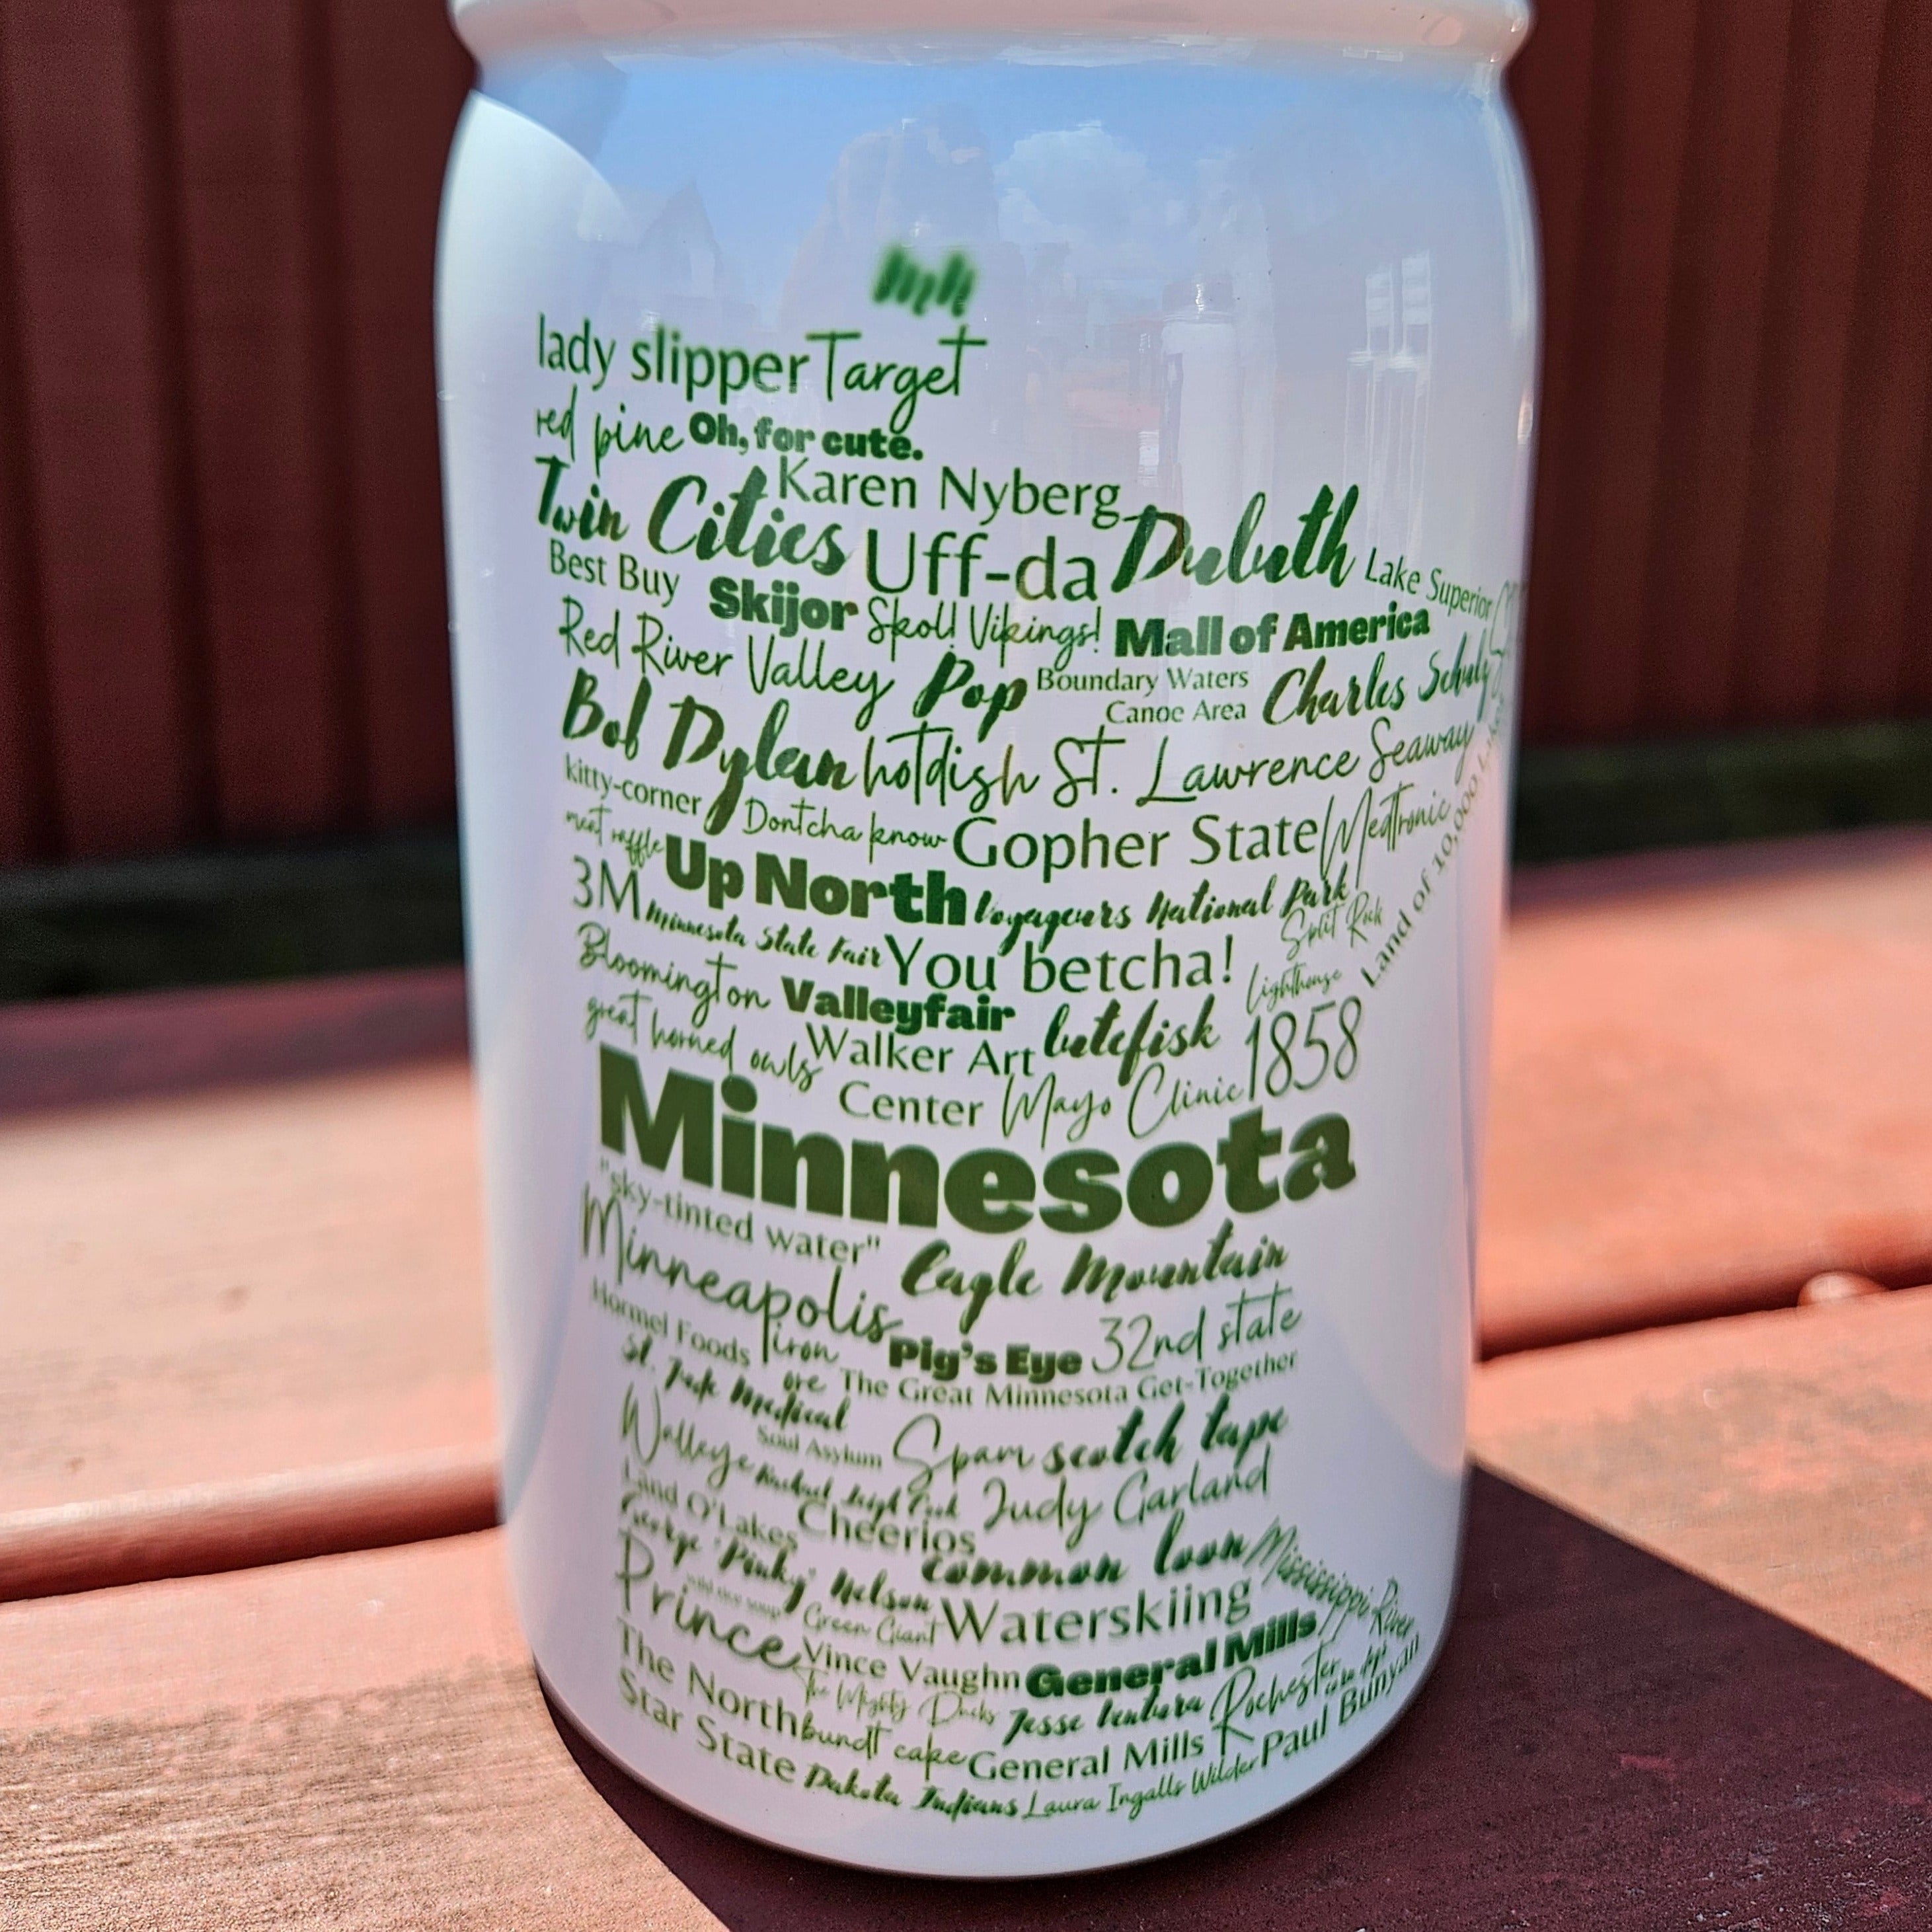 mn
lady slipper Target
red pine Oh, for cute.
Karen Nyberg
Twin Cities Uff-da Duluth Lake Superior
Best Buy Skijor Skol! Vikings! Mall of America
Red River Valley Pop Boundary Waters Canoe Area Charles Schulz
Bob Dylan hotdish St. Lawrence Seaway
kitty-corner Dontcha know Gopher State Medtronic
meat raffle Up North Voyageurs National Park
3M Minnesota State Fair You betcha! Split Rock Lighthouse Land of 10,000 Lakes
Bloomington Valleyfair lutefisk 1858
great horned owls Walker Art Center Mayo Clinic
Minnesota
"sky-tinted water" Eagle Mountain
Minneapolis Pig's Eye 32nd state
Hormel Foods iron ore The Great Minnesota Get-Together
St. Jude Medical Soul Asylum Spam scotch tape
Walleye Judy Garland
Land O'Lakes Cheerios common loon Mississippi River
George "Pinky" Nelson Waterskiing
wild rice soup Green Giant General Mills
Prince Vince Vaughn Rochester
The Mighty Ducks Jesse Ventura Paul Bunyan
The North Star State bundt cake General Mills
Dakota Indians Laura Ingalls Wilder